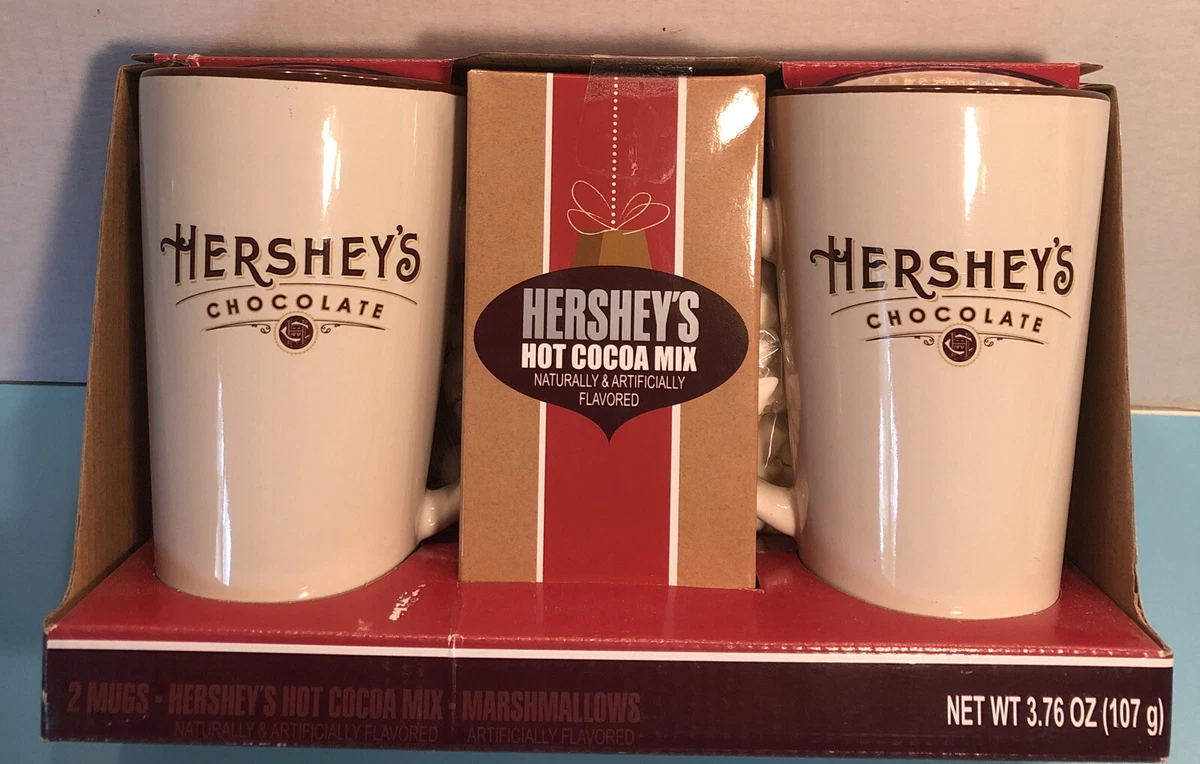 HERSHEY'S
CHOCOLATE
HERSHEY'S
HOT COCOA MIX
NATURALLY & ARTIFICIALLY
FLAVORED
HERSHEY'S
CHOCOLATE
2 MUGS · HERSHEY'S HOT COCOA MIX · MARSHMALLOWS
NATURALLY & ARTIFICIALLY FLAVORED ARTIFICIALLY FLAVORED
NET WT 3.76 OZ (107 g)